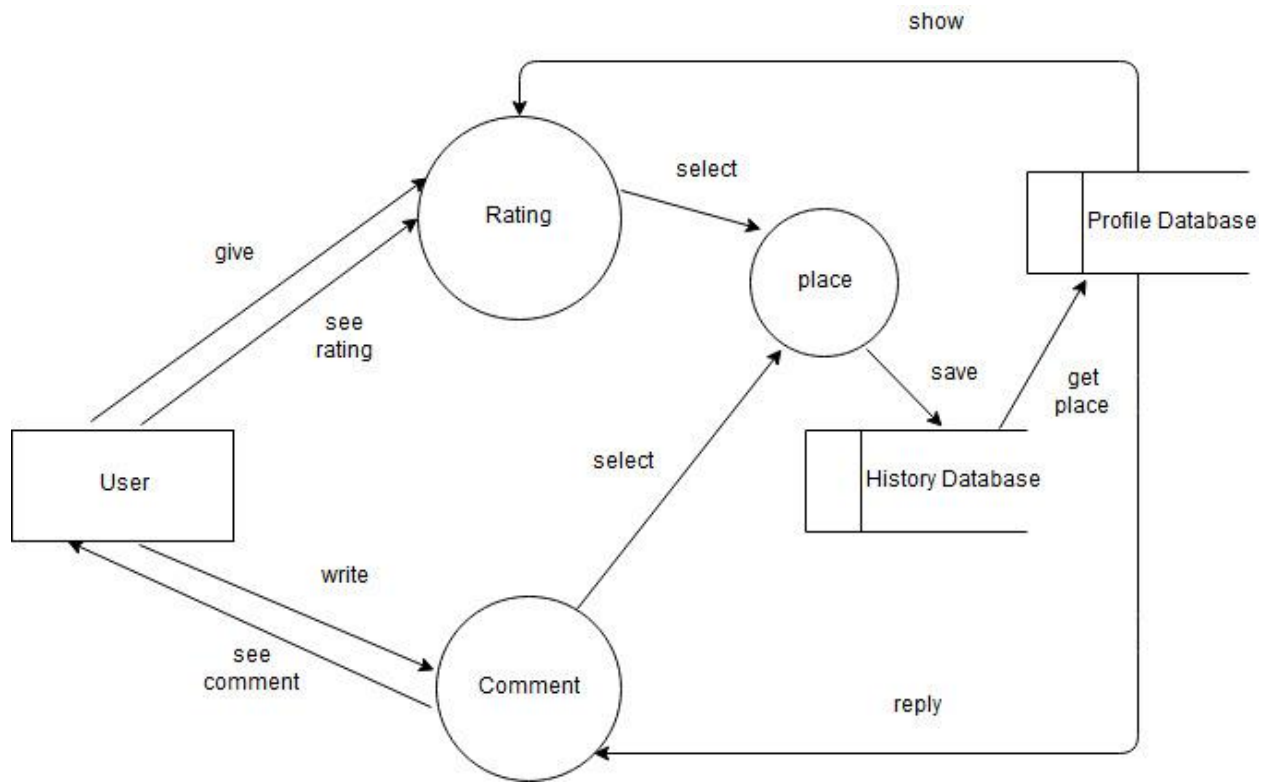 show
select
Rating
Profile Database
give
place
see
rating
save
get
place
select
User
History Database
write
see
comment
Comment
reply